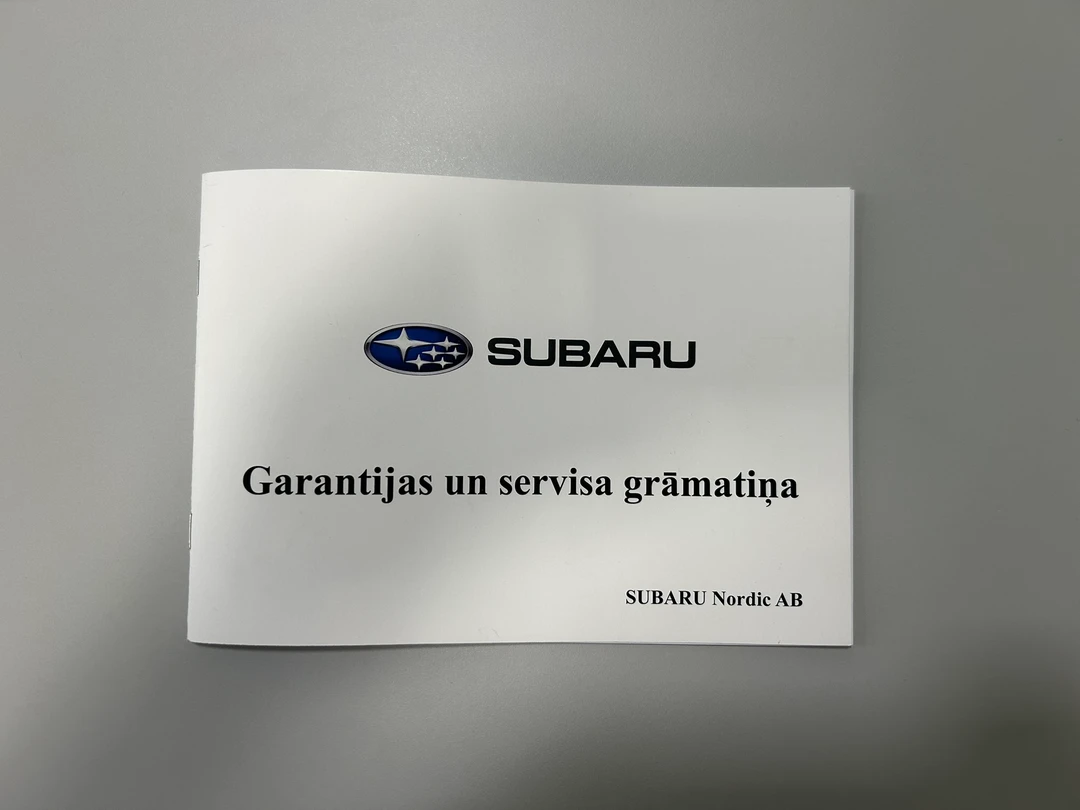 SUBARU
Garantijas un servisa grāmatiņa
SUBARU Nordic AB